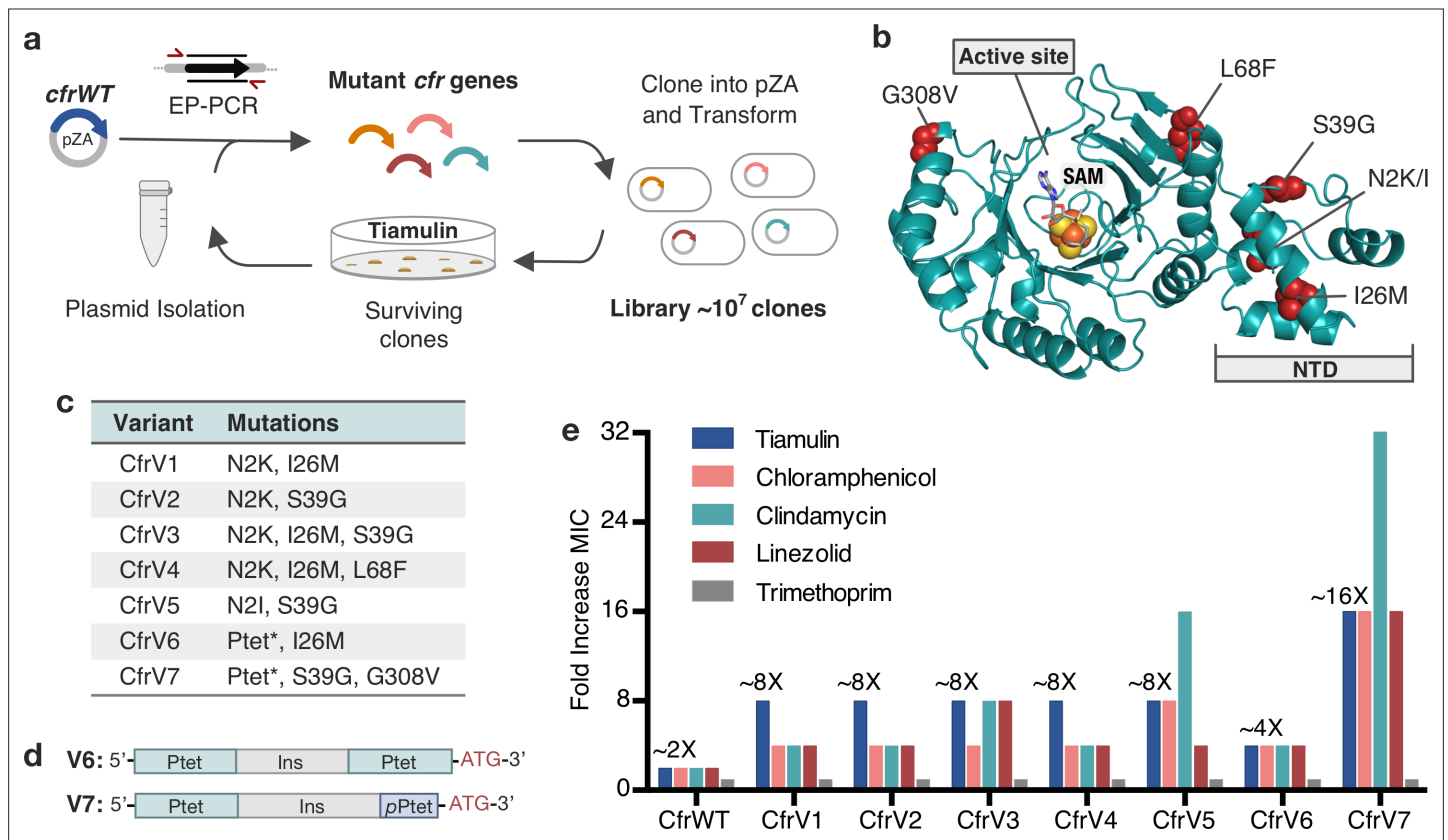 a
cfrWT
pZA
EP-PCR
Mutant cfr genes
Clone into pZA
and Transform
Tiamulin
Plasmid Isolation
Surviving
clones
Library ~10⁷ clones
b
Active site
SAM
G308V
L68F
S39G
N2K/I
I26M
NTD
c
Variant Mutations
CfrV1 N2K, I26M
CfrV2 N2K, S39G
CfrV3 N2K, I26M, S39G
CfrV4 N2K, I26M, L68F
CfrV5 N2I, S39G
CfrV6 Ptet*, I26M
CfrV7 Ptet*, S39G, G308V
d
V6: 5’- Ptet Ins Ptet -ATG-3’
V7: 5’- Ptet Ins pPtet -ATG-3’
e
Fold Increase MIC
32
24
16
8
0
Tiamulin
Chloramphenicol
Clindamycin
Linezolid
Trimethoprim
~2X
~8X
~8X
~8X
~8X
~8X
~4X
~16X
CfrWT CfrV1 CfrV2 CfrV3 CfrV4 CfrV5 CfrV6 CfrV7